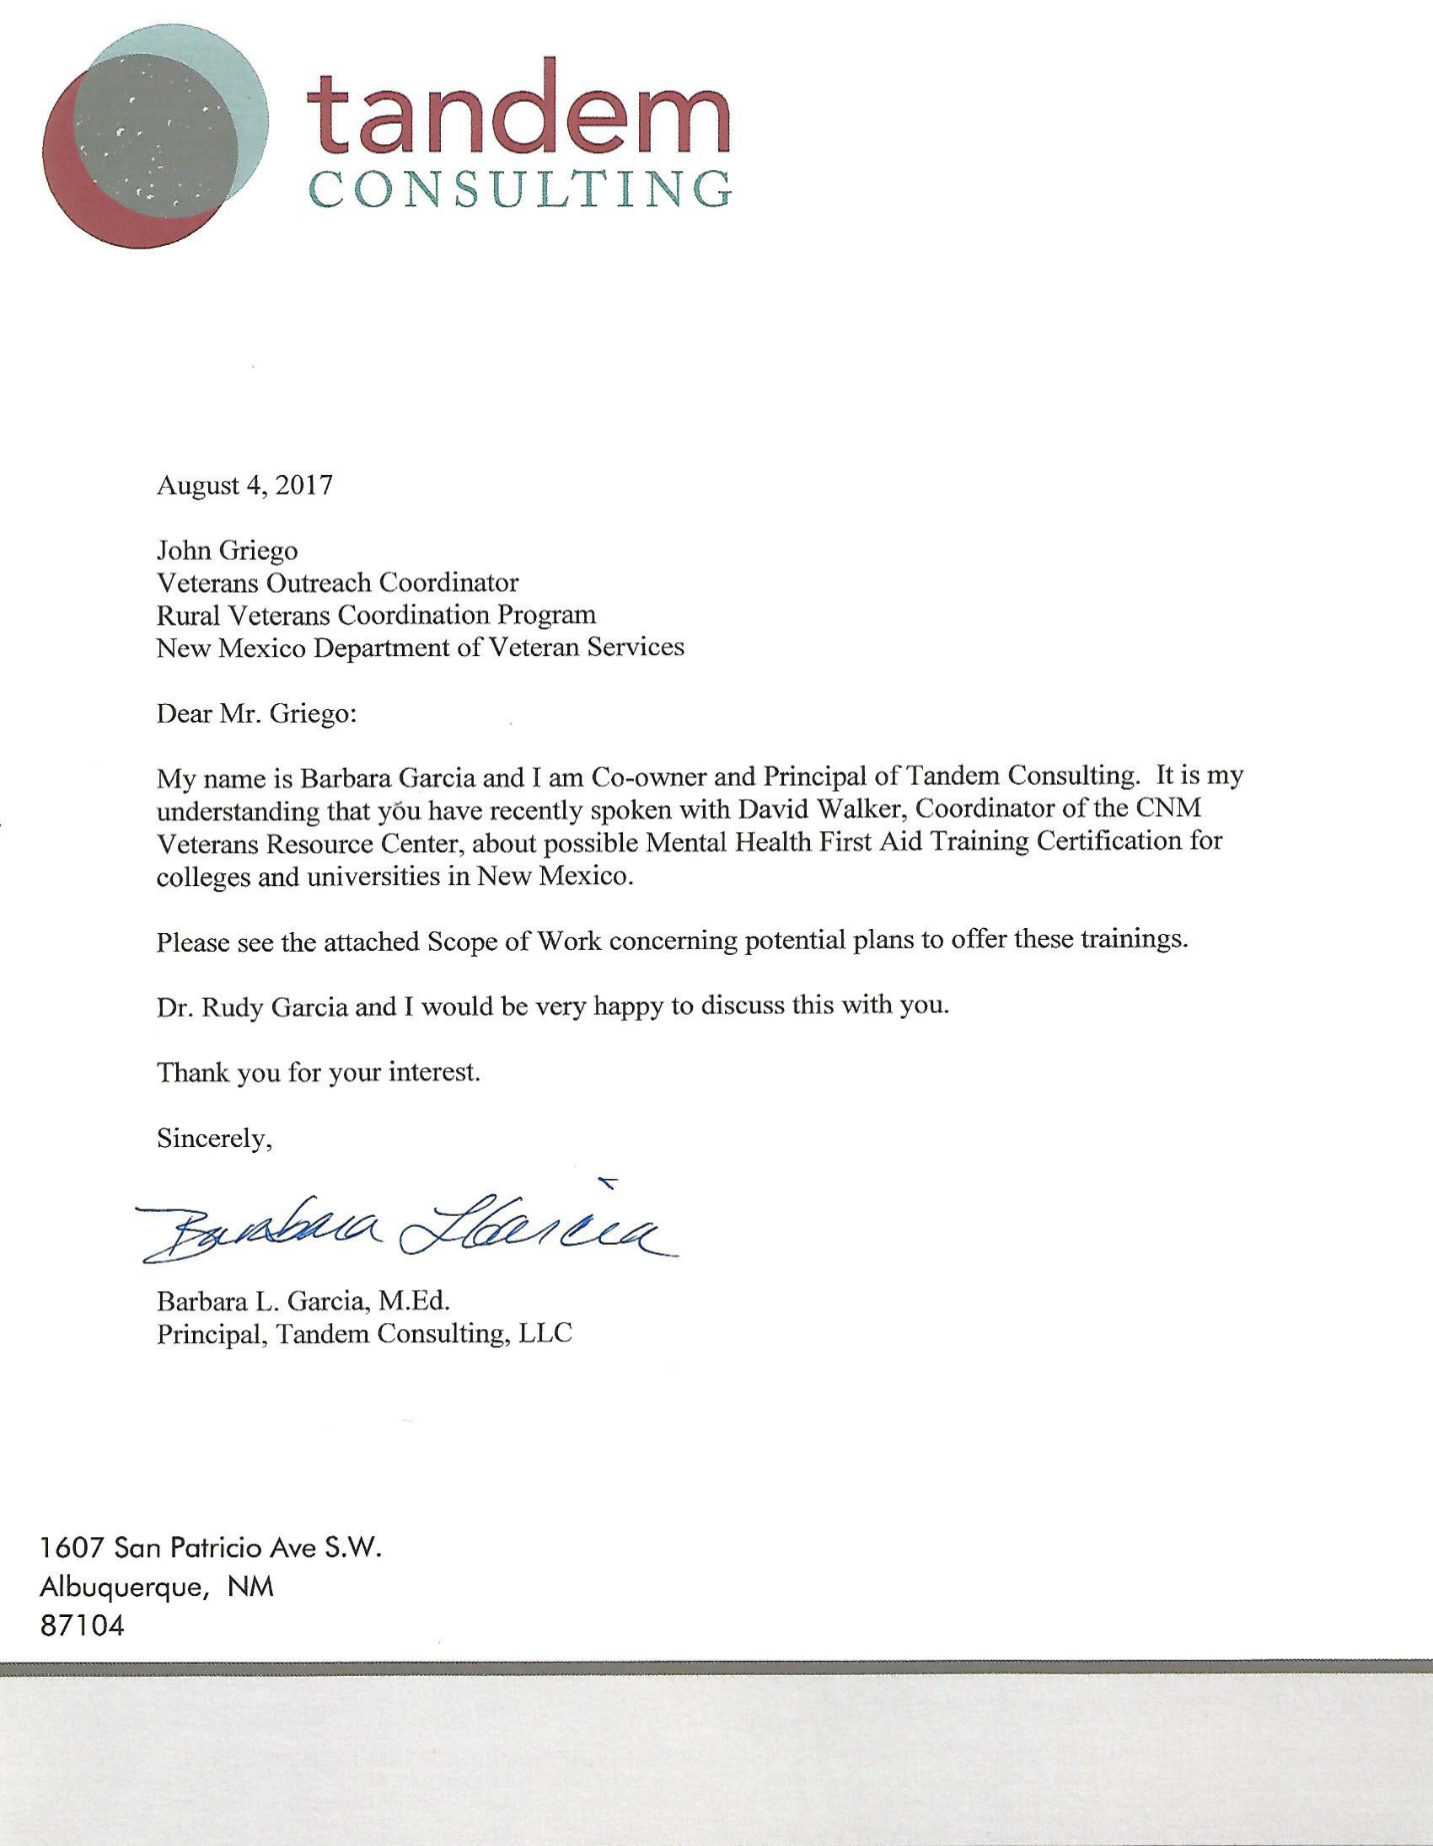 tandem
CONSULTING
August 4, 2017
John Griego
Veterans Outreach Coordinator
Rural Veterans Coordination Program
New Mexico Department of Veteran Services
Dear Mr. Griego:
My name is Barbara Garcia and I am Co-owner and Principal of Tandem Consulting.  It is my
understanding that you have recently spoken with David Walker, Coordinator of the CNM
Veterans Resource Center, about possible Mental Health First Aid Training Certification for
colleges and universities in New Mexico.
Please see the attached Scope of Work concerning potential plans to offer these trainings.
Dr. Rudy Garcia and I would be very happy to discuss this with you.
Thank you for your interest.
Sincerely,
Barbara L Garcia
Barbara L. Garcia, M.Ed.
Principal, Tandem Consulting, LLC
1607 San Patricio Ave S.W.
Albuquerque,  NM
87104